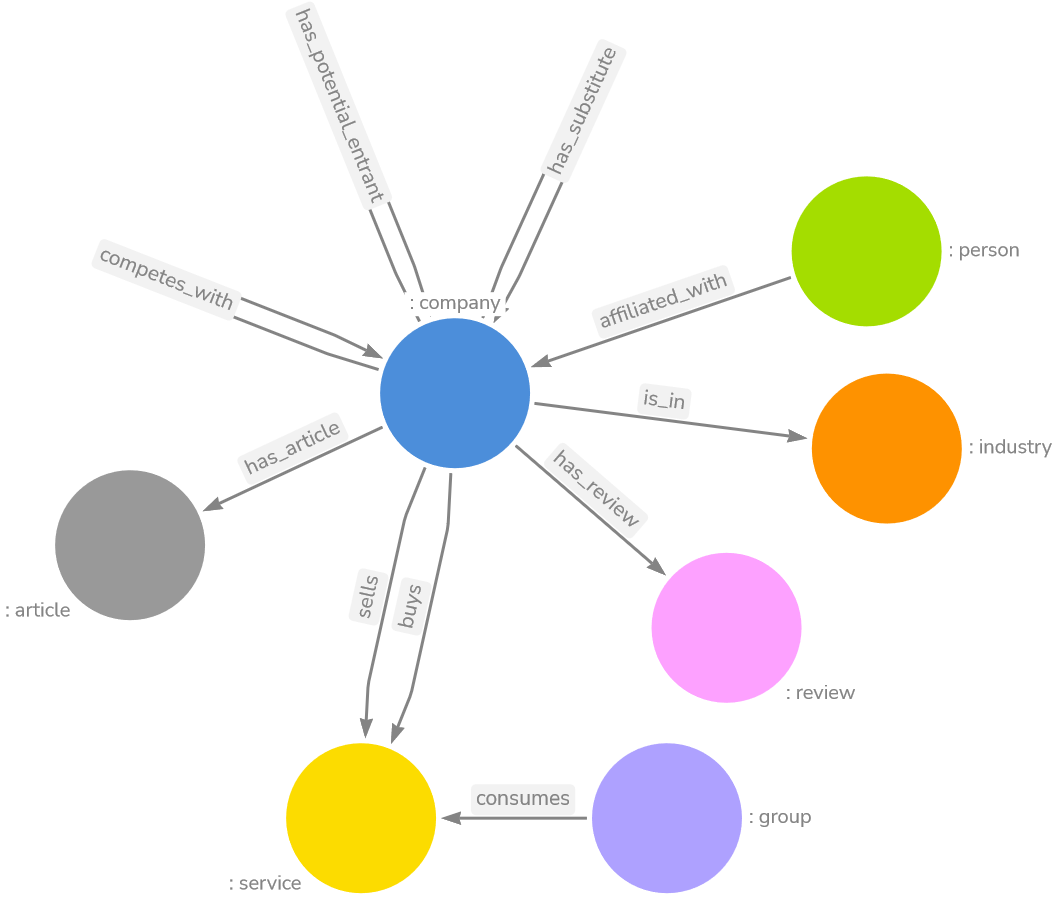 has_potential_entrant
has_substitute
: person
competes_with
affiliated_with
: company
is_in
: industry
has_article
has_review
: article
sells
buys
: review
consumes
: group
: service